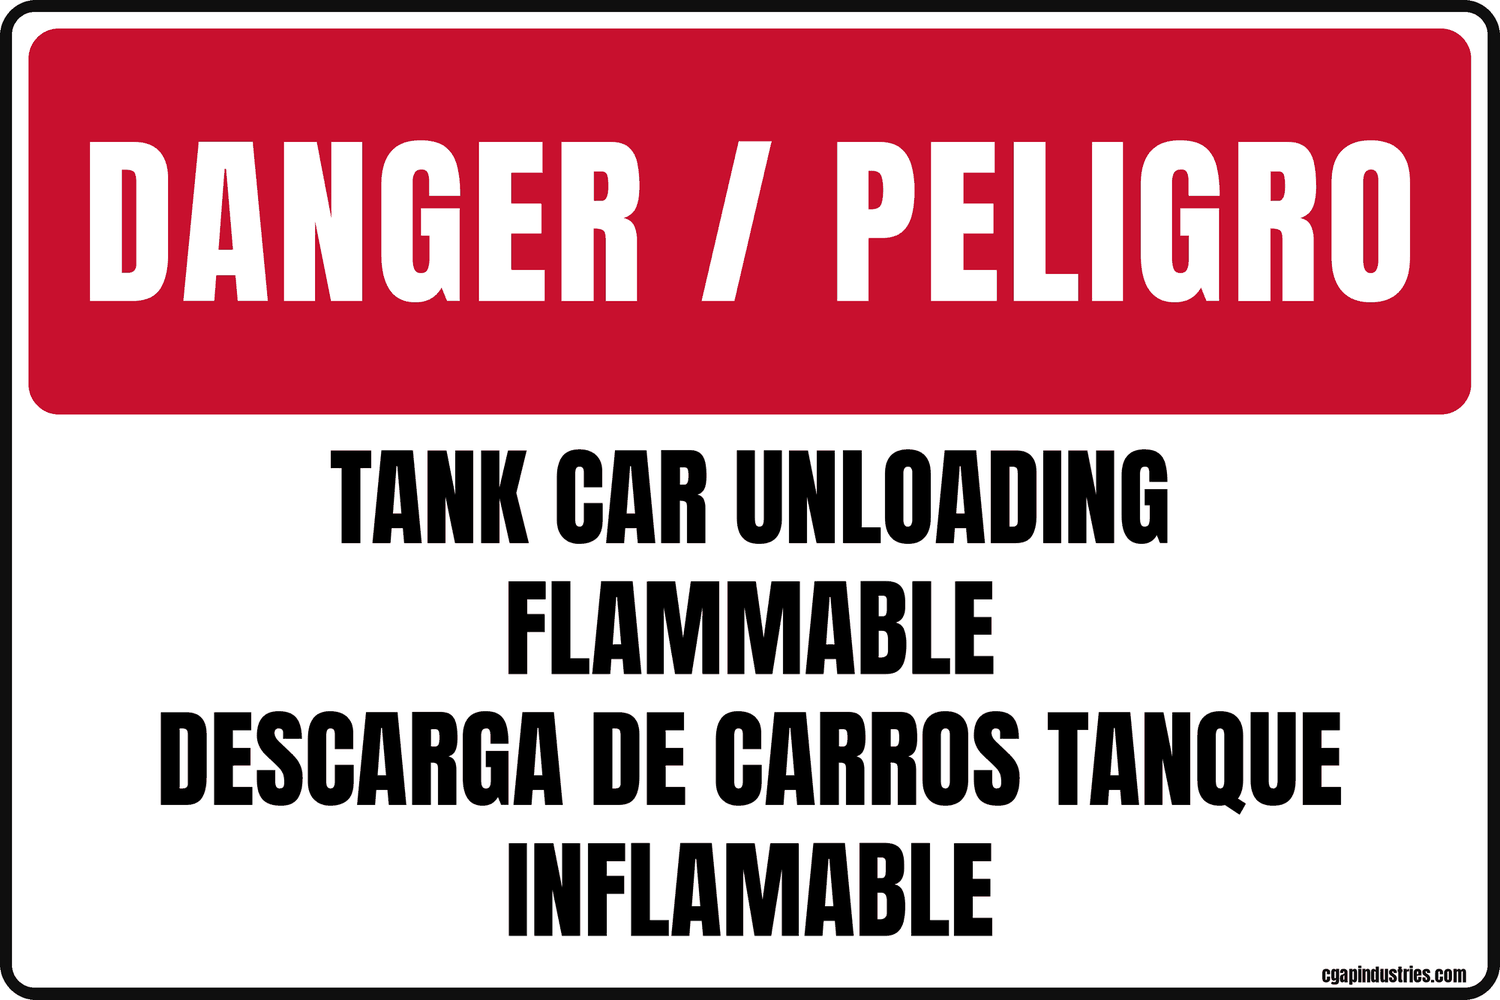 DANGER / PELIGRO
TANK CAR UNLOADING
FLAMMABLE
DESCARGA DE CARROS TANQUE
INFLAMABLE
cgapindustries.com